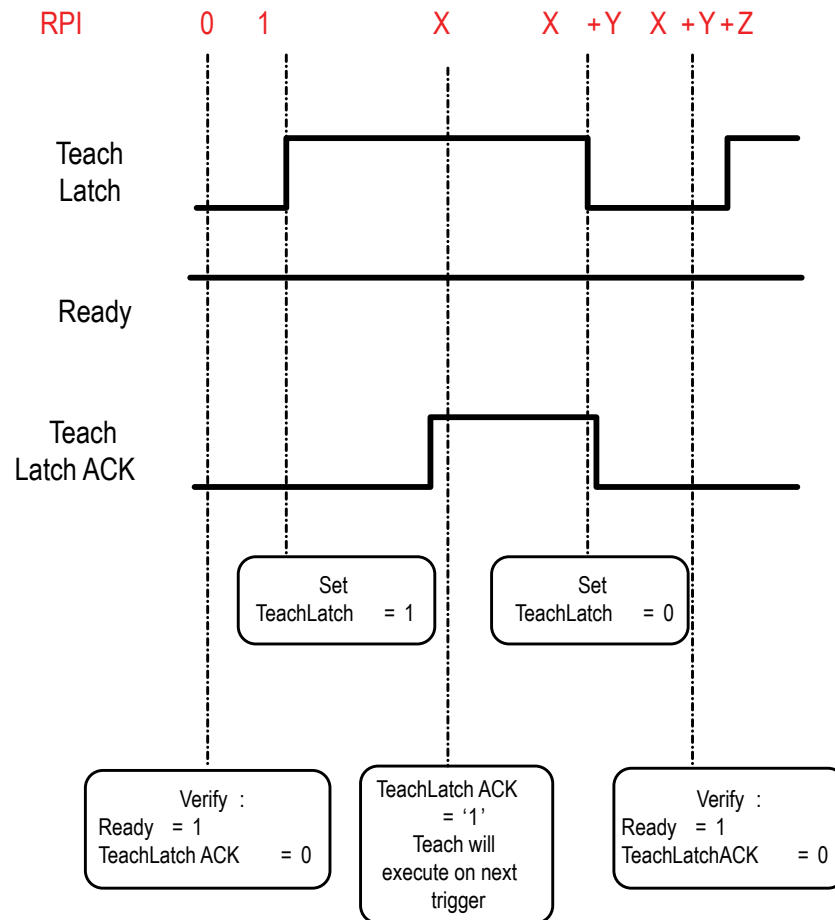 RPI 0 1 X X +Y X +Y+Z
Teach
Latch
Ready
Teach
Latch ACK
Set
TeachLatch = 1
Set
TeachLatch = 0
Verify :
Ready = 1
TeachLatch ACK = 0
TeachLatch ACK
= ‘1’
Teach will
execute on next
trigger
Verify :
Ready = 1
TeachLatchACK = 0